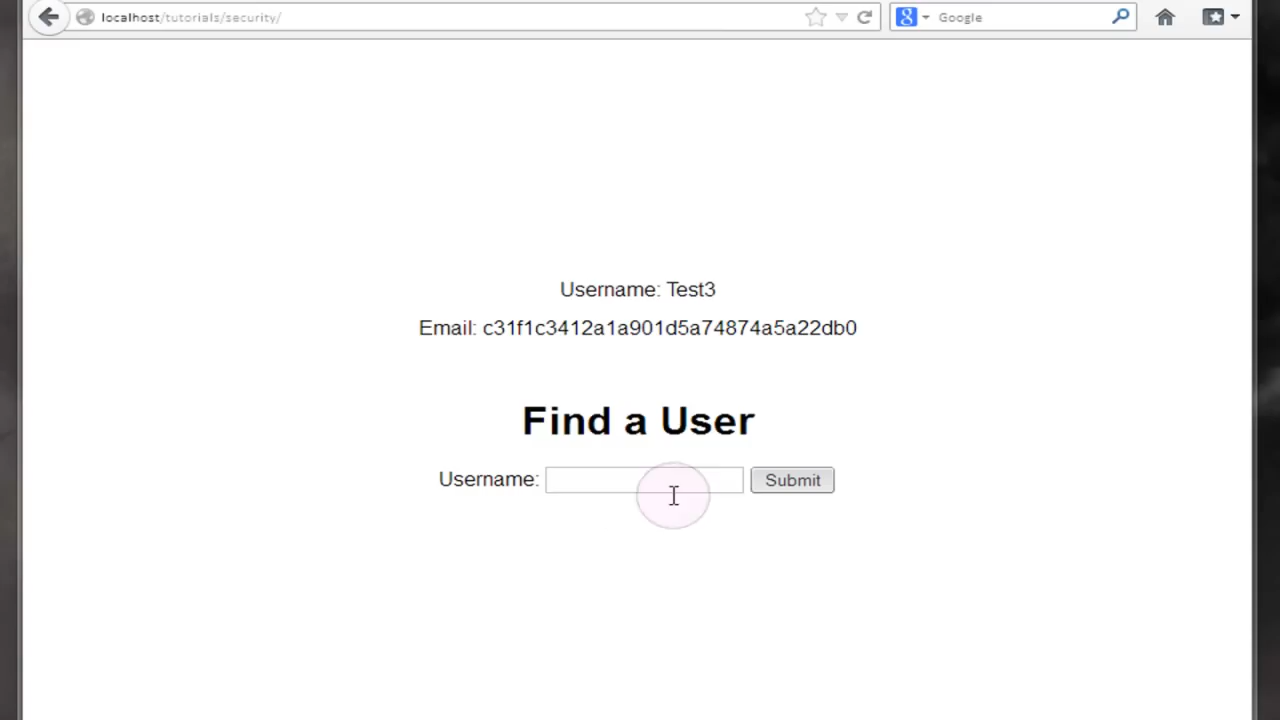 localhost/tutorials/security/
Google
Username: Test3
Email: c31f1c3412a1a901d5a74874a5a22db0
Find a User
Username:
Submit